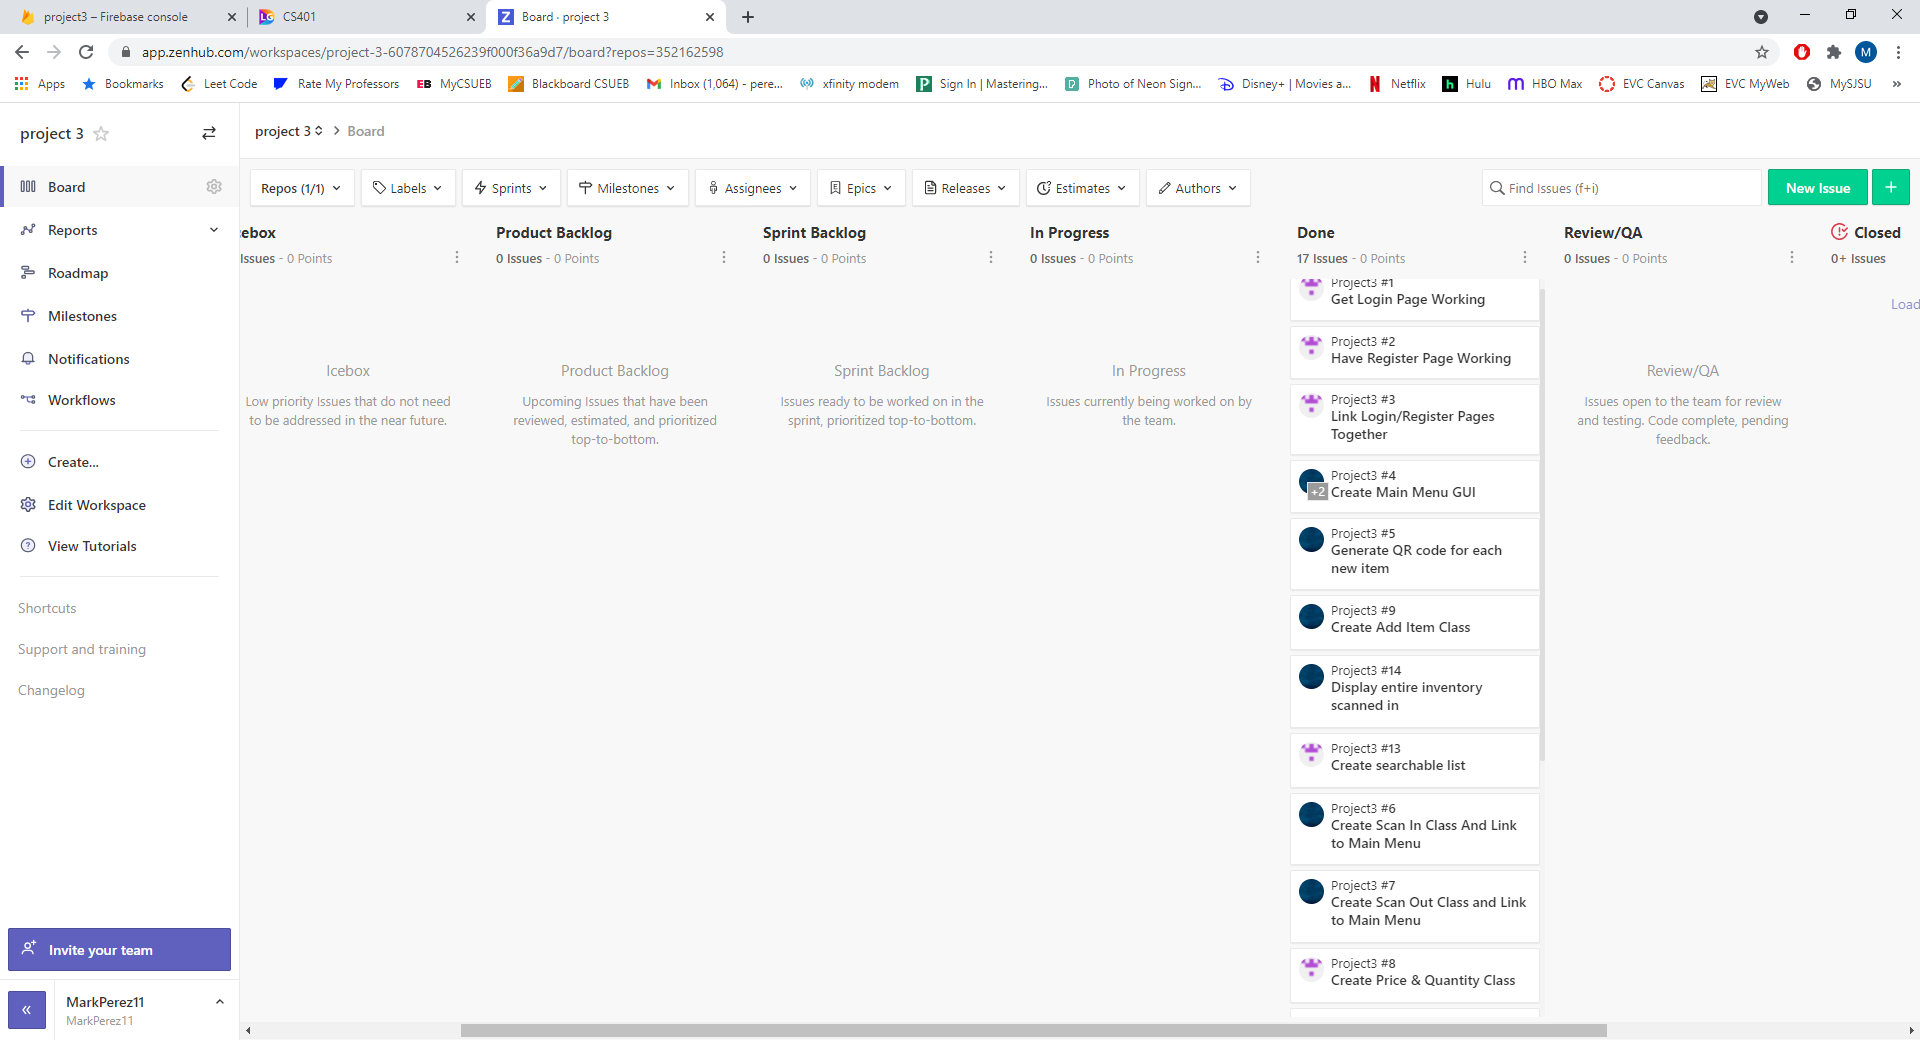 project3 – Firebase console
CS401
Board · project 3
app.zenhub.com/workspaces/project-3-6078704526239f000f36a9d7/board?repos=352162598
M
Apps
Bookmarks
Leet Code
Rate My Professors
EB MyCSUEB
Blackboard CSUEB
Inbox (1,064) - pere...
xfinity modem
Sign In | Mastering...
Photo of Neon Sign...
Disney+ | Movies a...
Netflix
Hulu
HBO Max
EVC Canvas
EVC MyWeb
MySJSU
»
project 3
project 3 > Board
Board
Reports
Roadmap
Milestones
Notifications
Workflows
Create...
Edit Workspace
View Tutorials
Shortcuts
Support and training
Changelog
Invite your team
MarkPerez11
MarkPerez11
Repos (1/1)
Labels
Sprints
Milestones
Assignees
Epics
Releases
Estimates
Authors
Find Issues (f+i)
New Issue
+
cebox
Issues - 0 Points
Icebox
Low priority Issues that do not need
to be addressed in the near future.
Product Backlog
0 Issues - 0 Points
Product Backlog
Upcoming Issues that have been
reviewed, estimated, and prioritized
top-to-bottom.
Sprint Backlog
0 Issues - 0 Points
Sprint Backlog
Issues ready to be worked on in the
sprint, prioritized top-to-bottom.
In Progress
0 Issues - 0 Points
In Progress
Issues currently being worked on by
the team.
Done
17 Issues - 0 Points
Project3 #1
Get Login Page Working
Project3 #2
Have Register Page Working
Project3 #3
Link Login/Register Pages
Together
Project3 #4
+2
Create Main Menu GUI
Project3 #5
Generate QR code for each
new item
Project3 #9
Create Add Item Class
Project3 #14
Display entire inventory
scanned in
Project3 #13
Create searchable list
Project3 #6
Create Scan In Class And Link
to Main Menu
Project3 #7
Create Scan Out Class and Link
to Main Menu
Project3 #8
Create Price & Quantity Class
Review/QA
0 Issues - 0 Points
Review/QA
Issues open to the team for review
and testing. Code complete, pending
feedback.
Closed
0+ Issues
Load